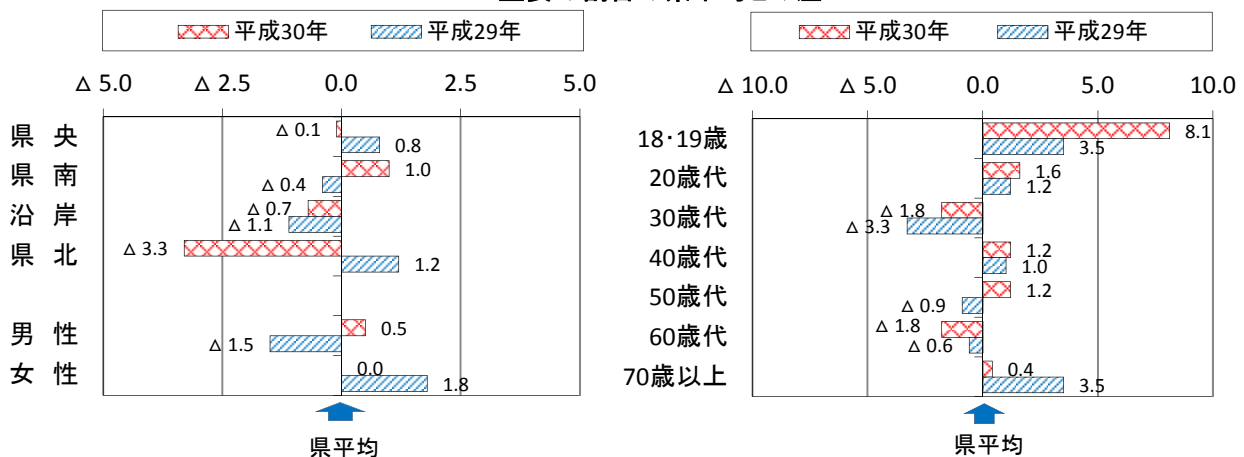 平成30年 平成29年
△ 5.0 △ 2.5 0.0 2.5 5.0
県 央 △ 0.1 0.8
県 南 1.0 △ 0.4
沿 岸 △ 0.7 △ 1.1
県 北 △ 3.3 1.2
男 性 0.5 △ 1.5
女 性 0.0 1.8
県平均
平成30年 平成29年
△ 10.0 △ 5.0 0.0 5.0 10.0
18・19歳 8.1 3.5
20歳代 1.6 1.2
30歳代 △ 1.8 △ 3.3
40歳代 1.2 1.0
50歳代 1.2 △ 0.9
60歳代 △ 1.8 △ 0.6
70歳以上 0.4 3.5
県平均